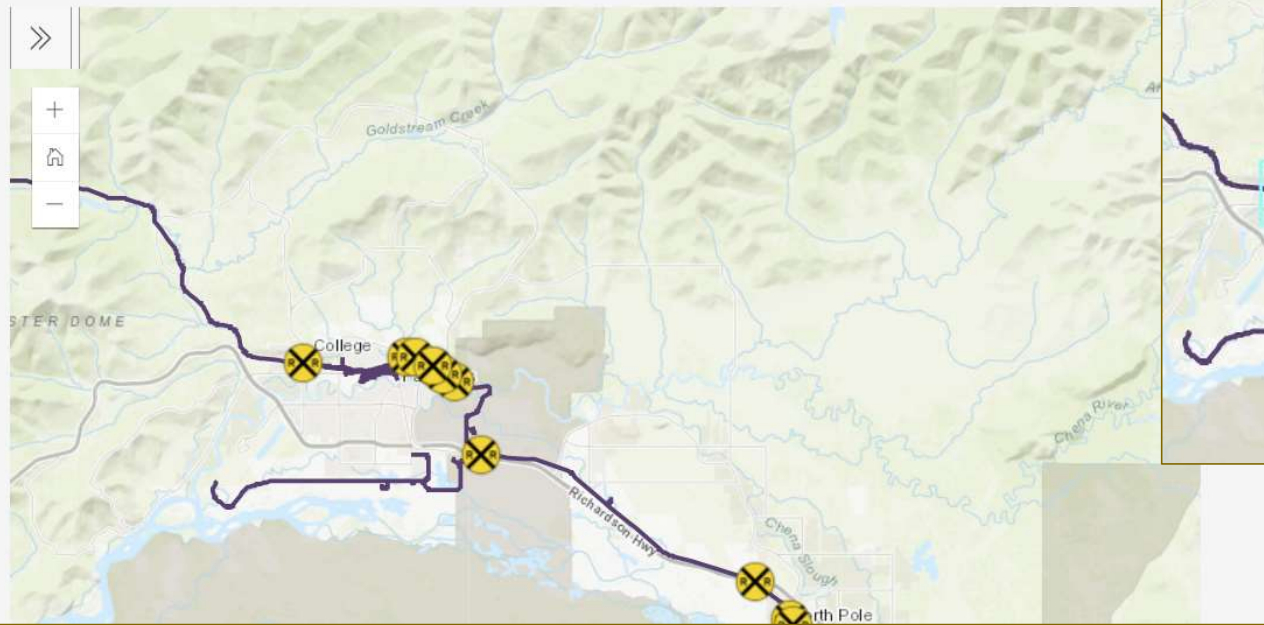 Goldstream Creek
STER DOME
College
Richardson Hwy
Chena River
Chena Slough
rth Pole
R R
R R
R R